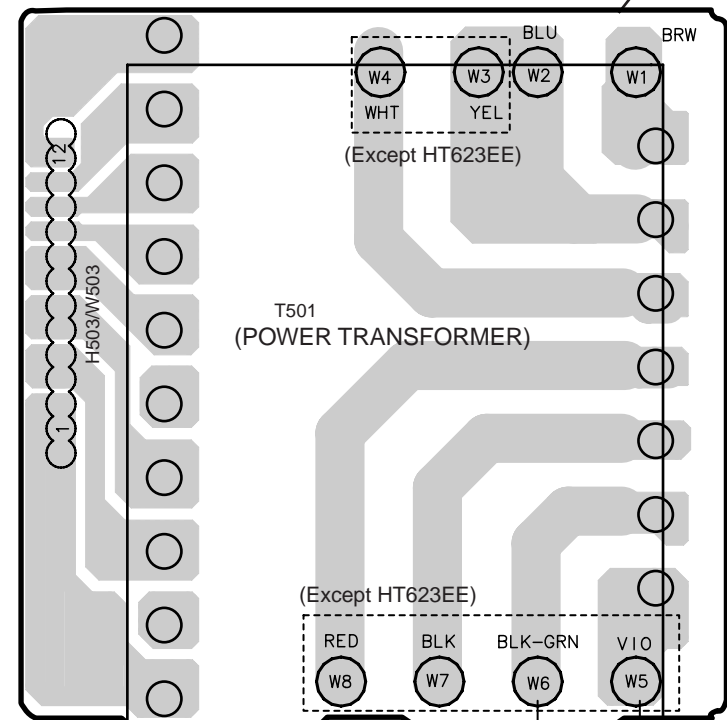 BLU
BRW
W4
W3
W2
W1
WHT
YEL
(Except HT623EE)
12
H503/W503
1
T501
(POWER TRANSFORMER)
(Except HT623EE)
RED
BLK
BLK-GRN
VIO
W8
W7
W6
W5